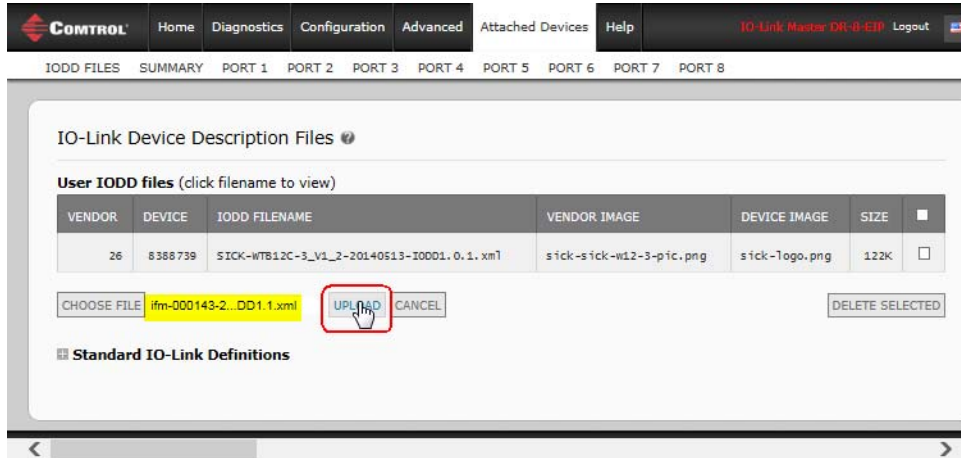 COMTROL Home Diagnostics Configuration Advanced Attached Devices Help IO-Link Master DR-8-EIP Logout
IODD FILES SUMMARY PORT 1 PORT 2 PORT 3 PORT 4 PORT 5 PORT 6 PORT 7 PORT 8
IO-Link Device Description Files
User IODD files (click filename to view)
VENDOR DEVICE IODD FILENAME VENDOR IMAGE DEVICE IMAGE SIZE
26 8388739 SICK-WTB12C-3_V1_2-20140513-IODD1.0.1.xml sick-sick-w12-3-pic.png sick-logo.png 122K
CHOOSE FILE ifm-000143-2...DD1.1.xml UPLOAD CANCEL DELETE SELECTED
Standard IO-Link Definitions